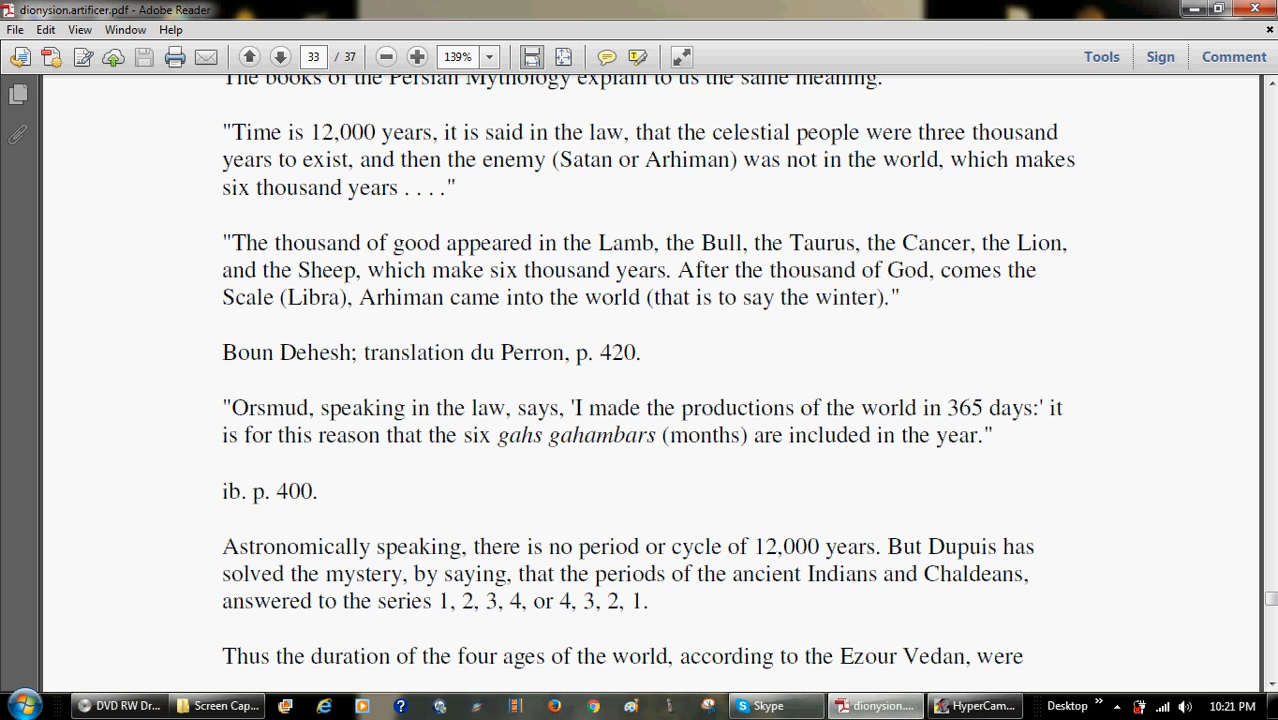 dionysion.artificer.pdf - Adobe Reader
File Edit View Window Help
33 / 37 139% Tools Sign Comment
The books of the Persian Mythology explain to us the same meaning.
"Time is 12,000 years, it is said in the law, that the celestial people were three thousand
years to exist, and then the enemy (Satan or Arhiman) was not in the world, which makes
six thousand years . . . ."
"The thousand of good appeared in the Lamb, the Bull, the Taurus, the Cancer, the Lion,
and the Sheep, which make six thousand years. After the thousand of God, comes the
Scale (Libra), Arhiman came into the world (that is to say the winter)."
Boun Dehesh; translation du Perron, p. 420.
"Orsmud, speaking in the law, says, 'I made the productions of the world in 365 days:' it
is for this reason that the six gahs gahambars (months) are included in the year."
ib. p. 400.
Astronomically speaking, there is no period or cycle of 12,000 years. But Dupuis has
solved the mystery, by saying, that the periods of the ancient Indians and Chaldeans,
answered to the series 1, 2, 3, 4, or 4, 3, 2, 1.
Thus the duration of the four ages of the world, according to the Ezour Vedan, were
DVD RW Dr... Screen Cap... Skype dionysion.... HyperCam... Desktop 10:21 PM